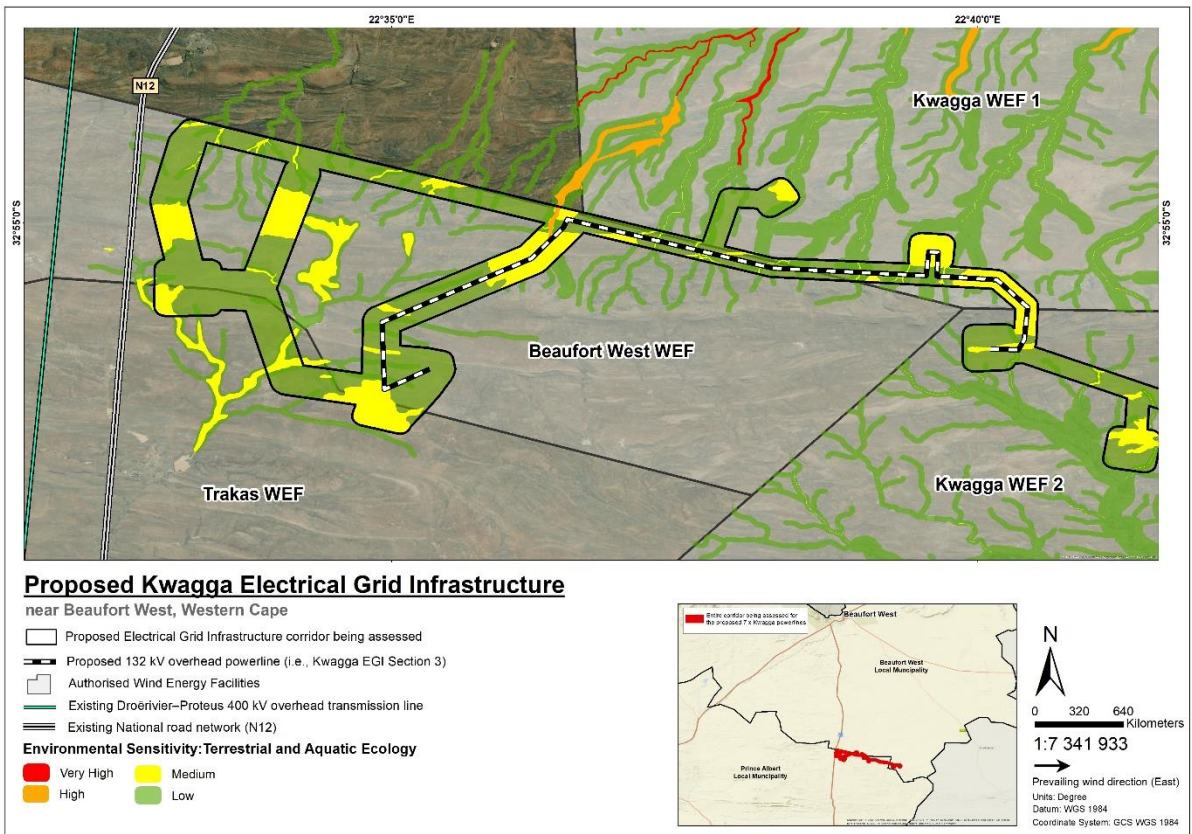 22°35'0"E
22°40'0"E
N12
Kwagga WEF 1
32°55'0"S
32°55'0"S
Beaufort West WEF
Trakas WEF
Kwagga WEF 2
Proposed Kwagga Electrical Grid Infrastructure
near Beaufort West, Western Cape
Proposed Electrical Grid Infrastructure corridor being assessed
Proposed 132 kV overhead powerline (i.e., Kwagga EGI Section 3)
Authorised Wind Energy Facilities
Existing Droërivier–Proteus 400 kV overhead transmission line
Existing National road network (N12)
Environmental Sensitivity:Terrestrial and Aquatic Ecology
Very High
Medium
High
Low
Entire corridor being assessed for
the proposed 7 x Kwagga powerlines
Beaufort West
Beaufort West
Local Municipality
Prince Albert
Local Muncipality
N
0 320 640
Kilometers
1:7 341 933
Prevailing wind direction (East)
Units: Degree
Datum: WGS 1984
Coordinate System: GCS WGS 1984